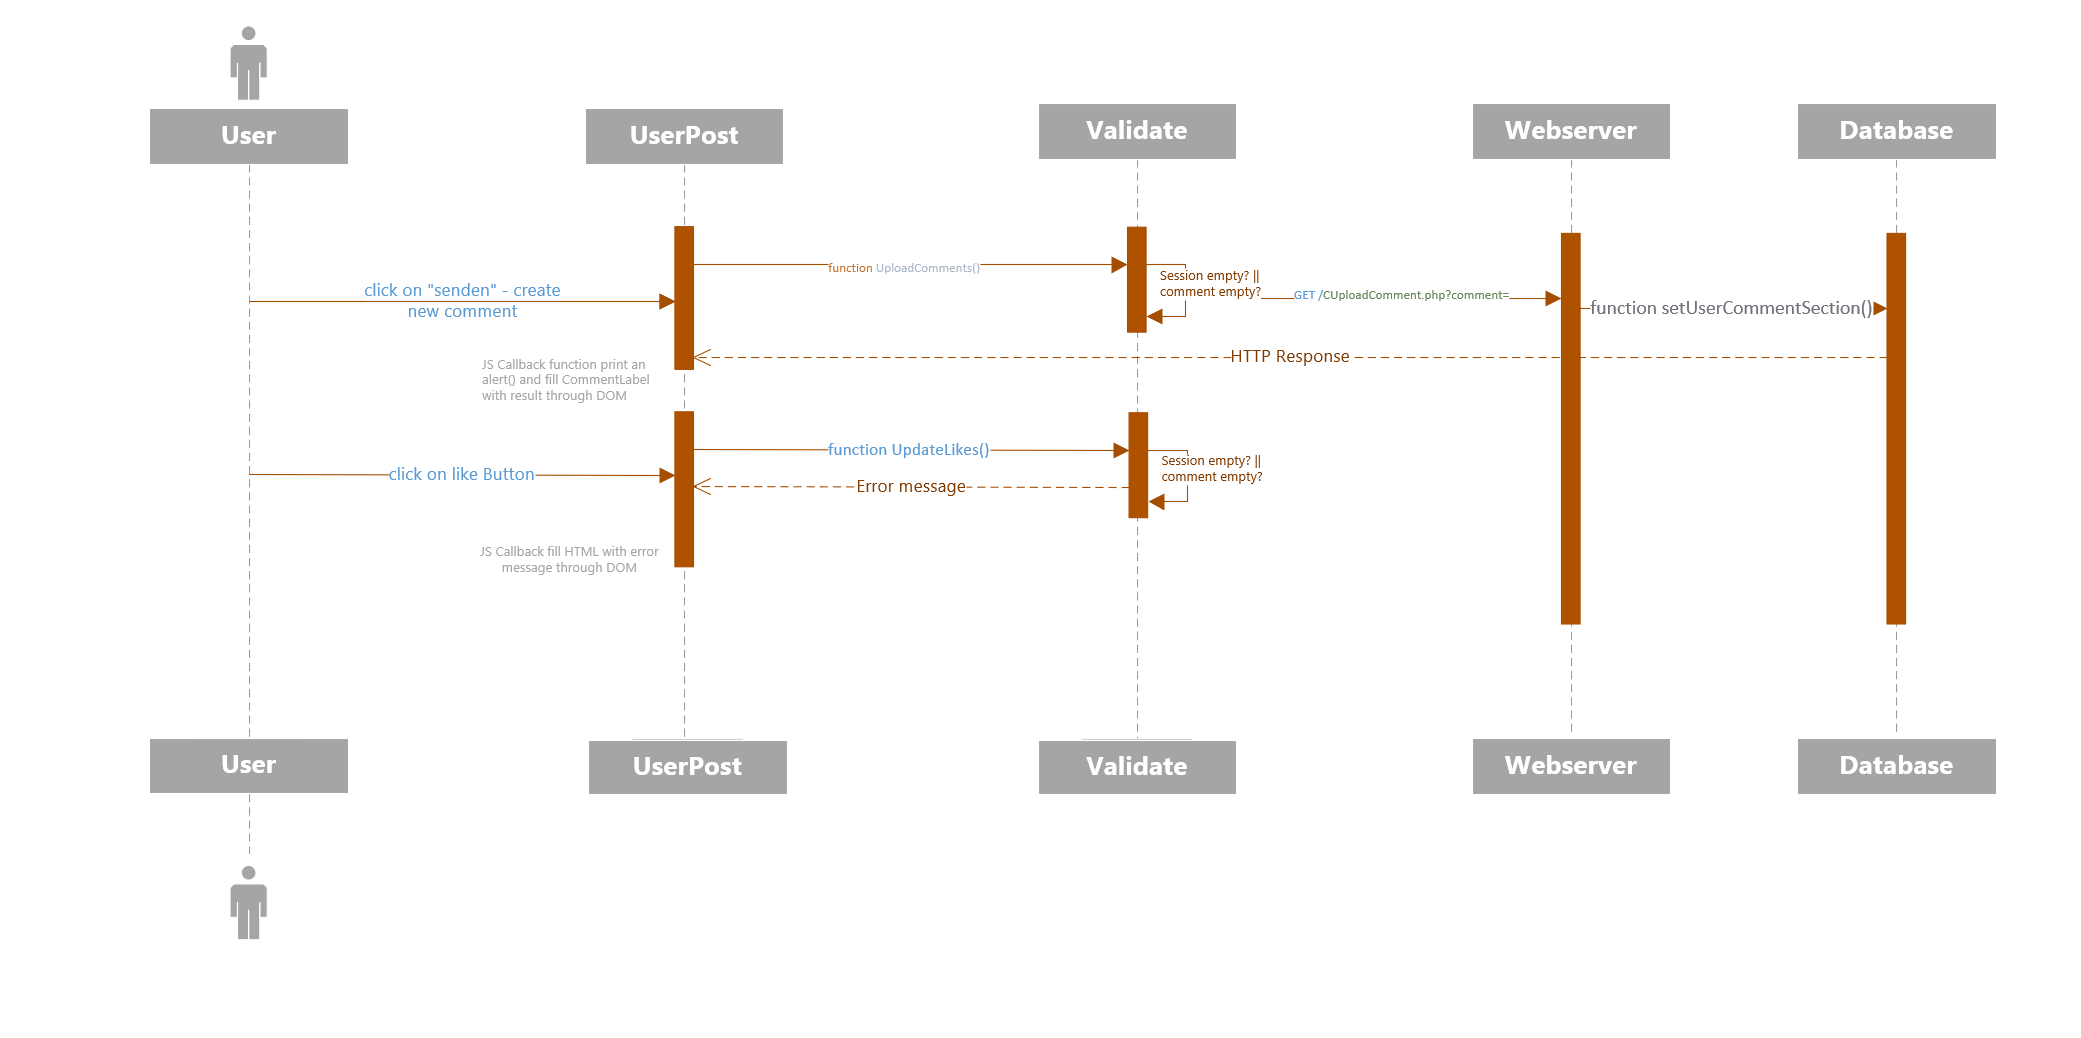 User
UserPost
Validate
Webserver
Database
function UploadComments()
Session empty? ||
comment empty?
click on "senden" - create
new comment
GET /CUploadComment.php?comment=
function setUserCommentSection()
HTTP Response
JS Callback function print an
alert() and fill CommentLabel
with result through DOM
function UpdateLikes()
Session empty? ||
comment empty?
click on like Button
Error message
JS Callback fill HTML with error
message through DOM
User
UserPost
Validate
Webserver
Database